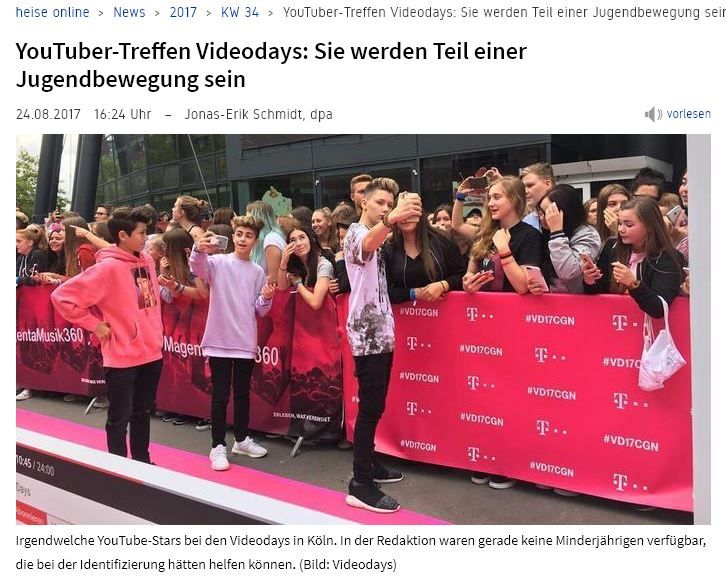 heise online > News > 2017 > KW 34 > YouTuber-Treffen Videodays: Sie werden Teil einer Jugendbewegung sein
YouTuber-Treffen Videodays: Sie werden Teil einer
Jugendbewegung sein
24.08.2017 16:24 Uhr – Jonas-Erik Schmidt, dpa
vorlesen
entaMusik360
Magen
360
ERLEBEN, WAS VERBINDET.
#VD17CGN
T
#VD17CGN
T
#VD17CGN
T
#VD17CGN
T
#VD17CGN
T
#VD17CGN
T
#VD17CGN
T
#VD17CGN
T
#VD17CGN
T
#VD17CGN
T
#VD17CGN
T
#VD17CGN
10:45 / 24:00
Days
Irgendwelche YouTube-Stars bei den Videodays in Köln. In der Redaktion waren gerade keine Minderjährigen verfügbar,
die bei der Identifizierung hätten helfen können. (Bild: Videodays)